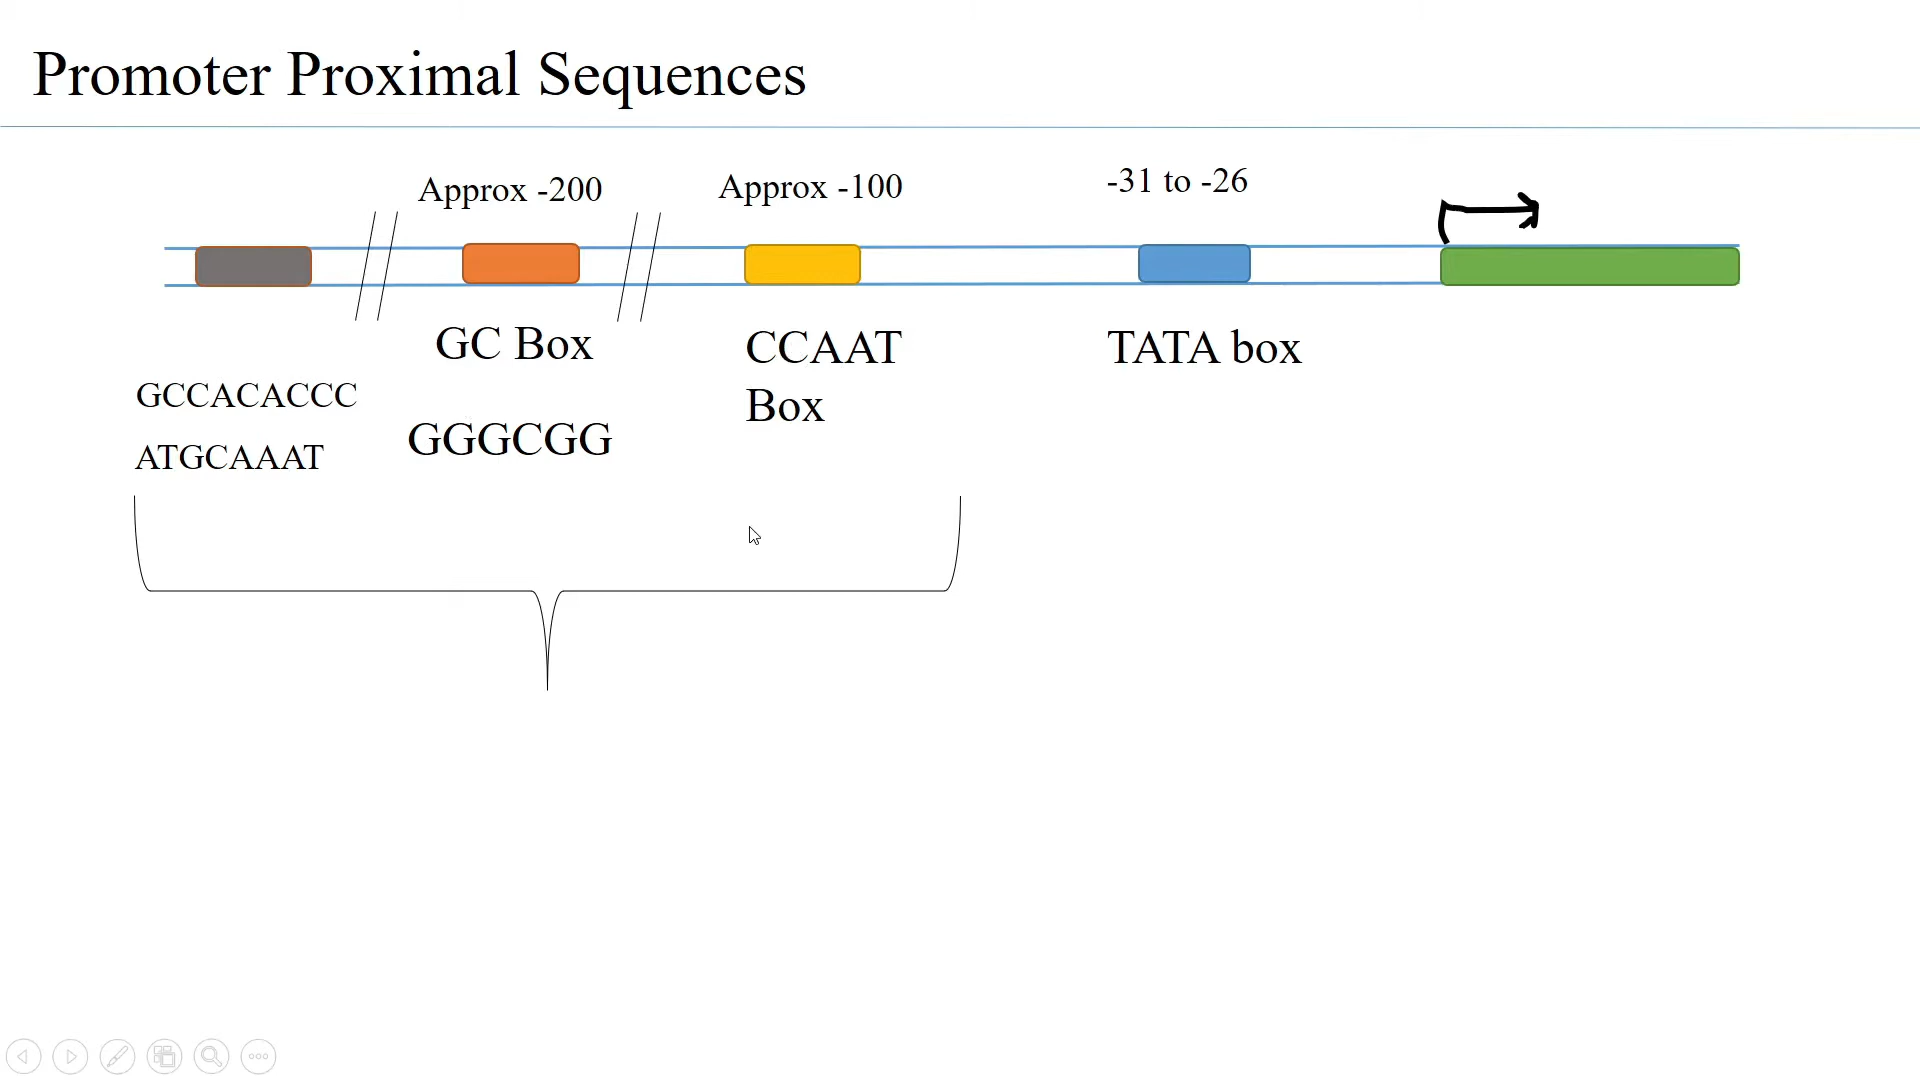 Promoter Proximal Sequences
Approx -200
Approx -100
-31 to -26
GC Box
CCAAT
Box
TATA box
GCCACACCC
ATGCAAAT
GGGCGG